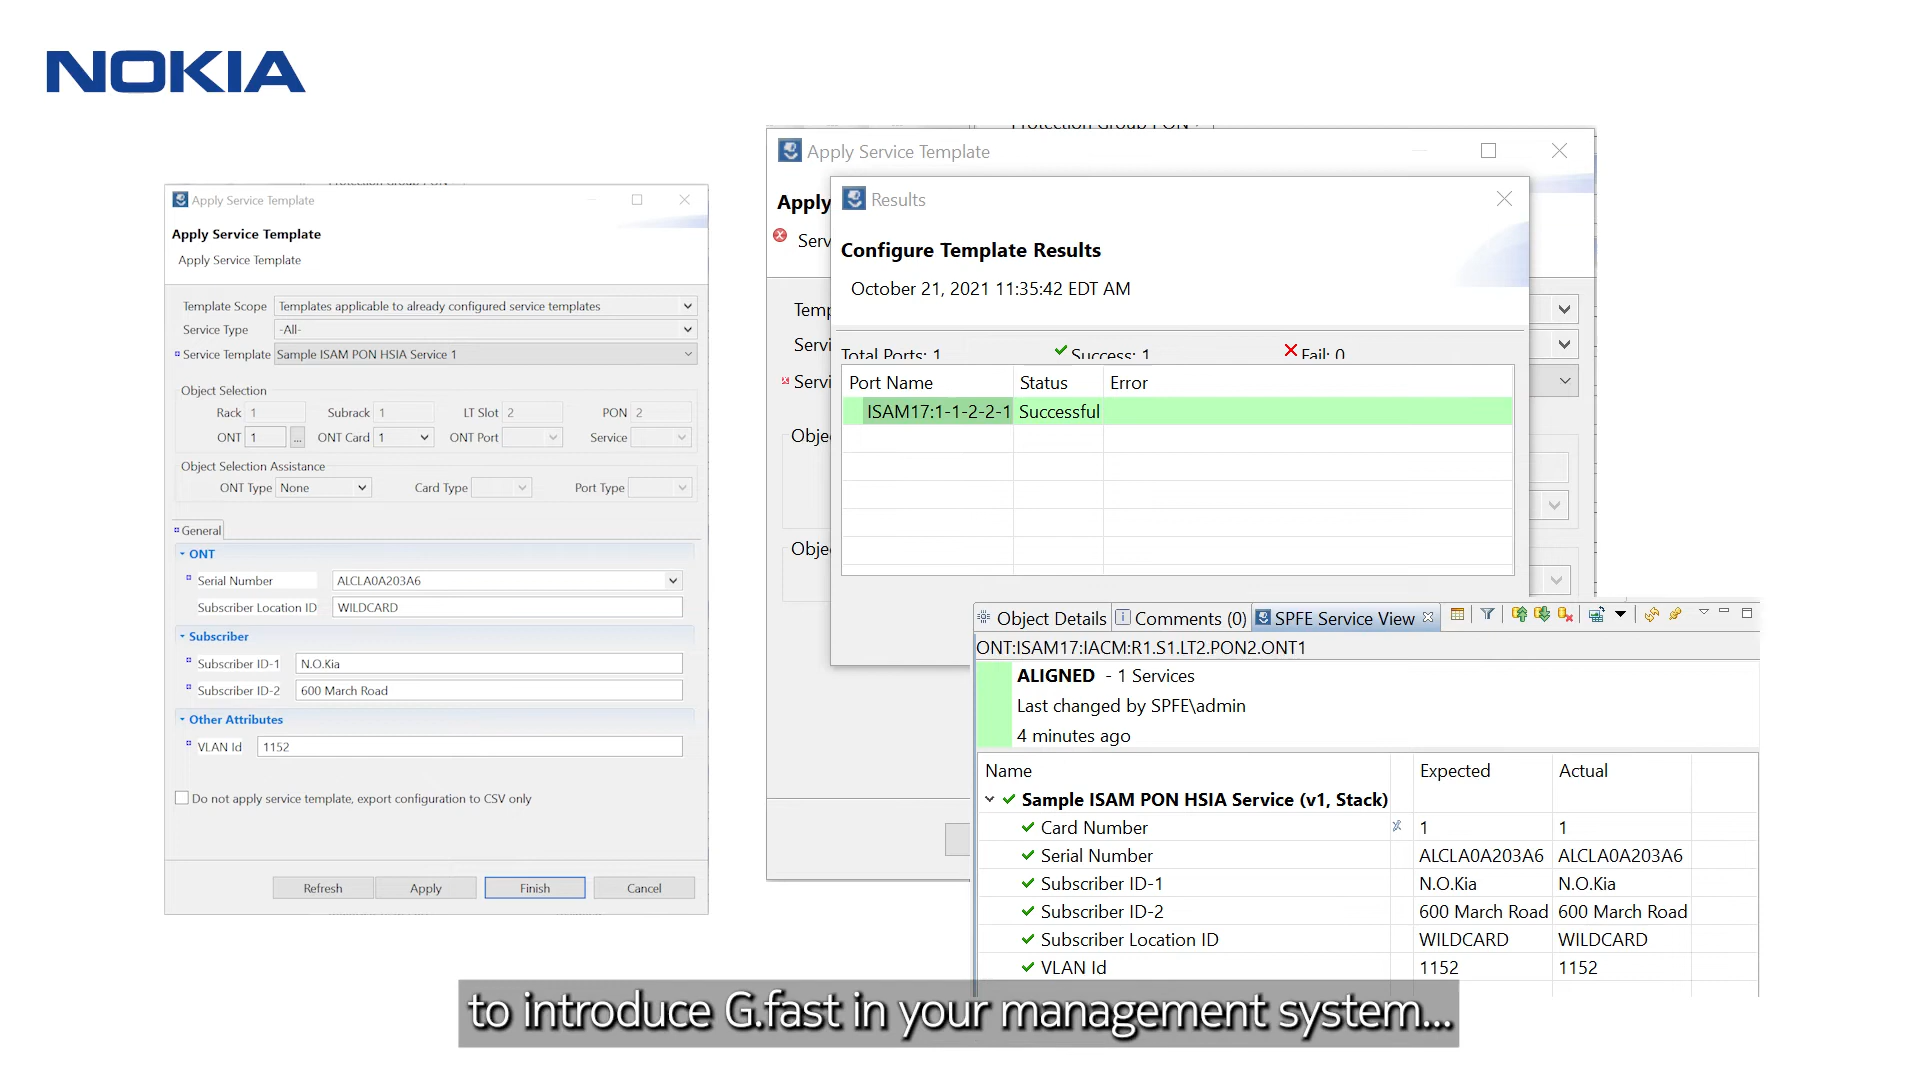 NOKIA
Apply Service Template
Apply Service Template
Apply Service Template
Template Scope Templates applicable to already configured service templates
Service Type -All-
Service Template Sample ISAM PON HSIA Service 1
Object Selection
Rack 1 Subrack 1 LT Slot 2 PON 2
ONT 1 ... ONT Card 1 ONT Port Service
Object Selection Assistance
ONT Type None Card Type Port Type
General
ONT
Serial Number ALCLA0A203A6
Subscriber Location ID WILDCARD
Subscriber
Subscriber ID-1 N.O.Kia
Subscriber ID-2 600 March Road
Other Attributes
VLAN Id 1152
Do not apply service template, export configuration to CSV only
Refresh Apply Finish Cancel
Protection Group PON
Apply Service Template
Apply
Serv
Temp
Servi
Servi
Objec
Objec
Results
Configure Template Results
October 21, 2021 11:35:42 EDT AM
Total Ports: 1 Success: 1 Fail: 0
Port Name Status Error
ISAM17:1-1-2-2-1 Successful
Object Details Comments (0) SPFE Service View
ONT:ISAM17:IACM:R1.S1.LT2.PON2.ONT1
ALIGNED - 1 Services
Last changed by SPFE\admin
4 minutes ago
Name Expected Actual
Sample ISAM PON HSIA Service (v1, Stack)
Card Number 1 1
Serial Number ALCLA0A203A6 ALCLA0A203A6
Subscriber ID-1 N.O.Kia N.O.Kia
Subscriber ID-2 600 March Road 600 March Road
Subscriber Location ID WILDCARD WILDCARD
VLAN Id 1152 1152
to introduce G.fast in your management system...